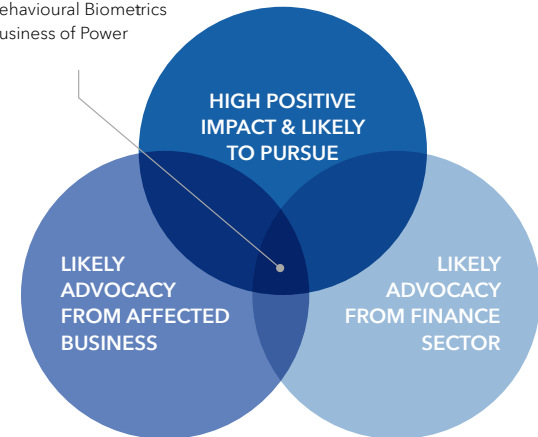 ehavioural Biometrics
usiness of Power
HIGH POSITIVE
IMPACT & LIKELY
TO PURSUE
LIKELY
ADVOCACY
FROM AFFECTED
BUSINESS
LIKELY
ADVOCACY
FROM FINANCE
SECTOR